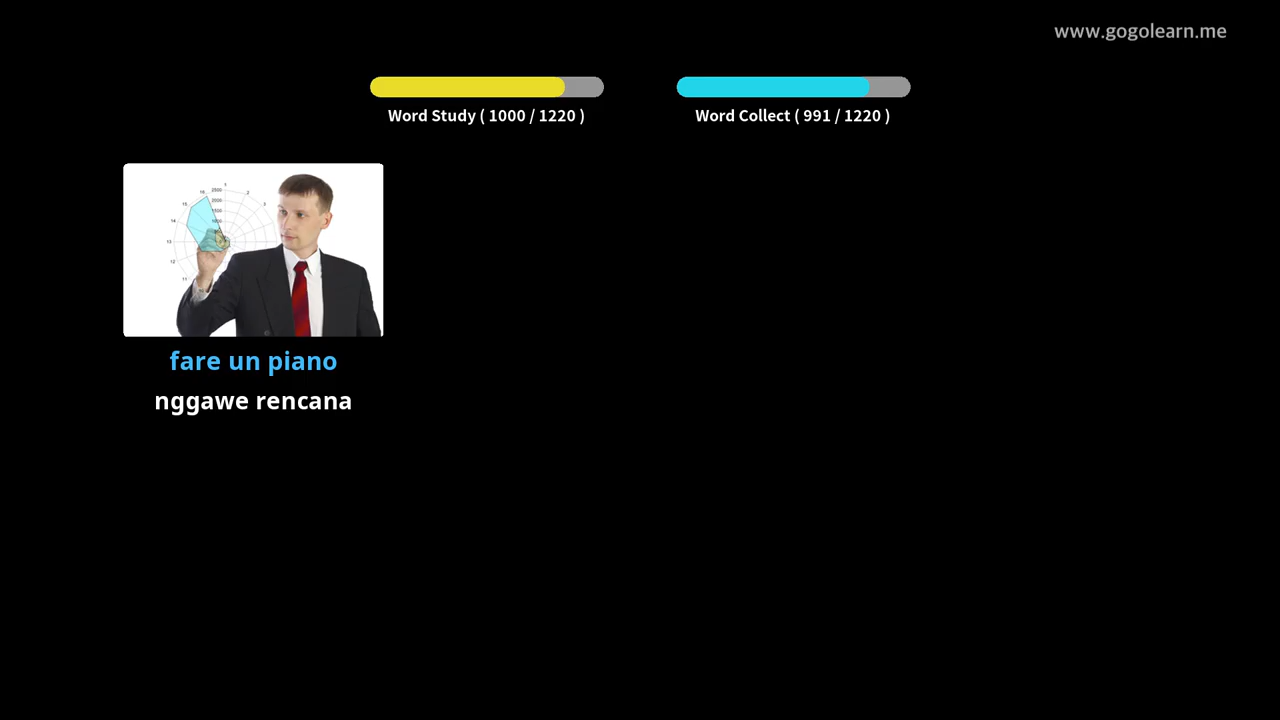 www.gogolearn.me
Word Study ( 1000 / 1220 )
Word Collect ( 991 / 1220 )
fare un piano
nggawe rencana